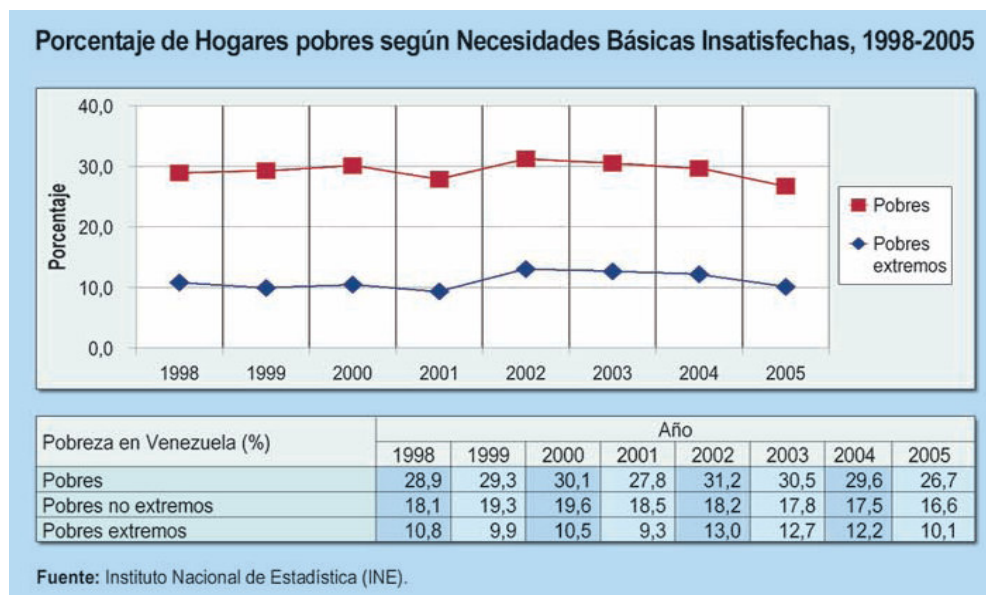 Porcentaje de Hogares pobres según Necesidades Básicas Insatisfechas, 1998-2005
40,0
30,0
20,0
10,0
0,0
Porcentaje
1998 1999 2000 2001 2002 2003 2004 2005
Pobres
Pobres
extremos
Pobreza en Venezuela (%)
Año
1998 1999 2000 2001 2002 2003 2004 2005
Pobres 28,9 29,3 30,1 27,8 31,2 30,5 29,6 26,7
Pobres no extremos 18,1 19,3 19,6 18,5 18,2 17,8 17,5 16,6
Pobres extremos 10,8 9,9 10,5 9,3 13,0 12,7 12,2 10,1
Fuente: Instituto Nacional de Estadística (INE).